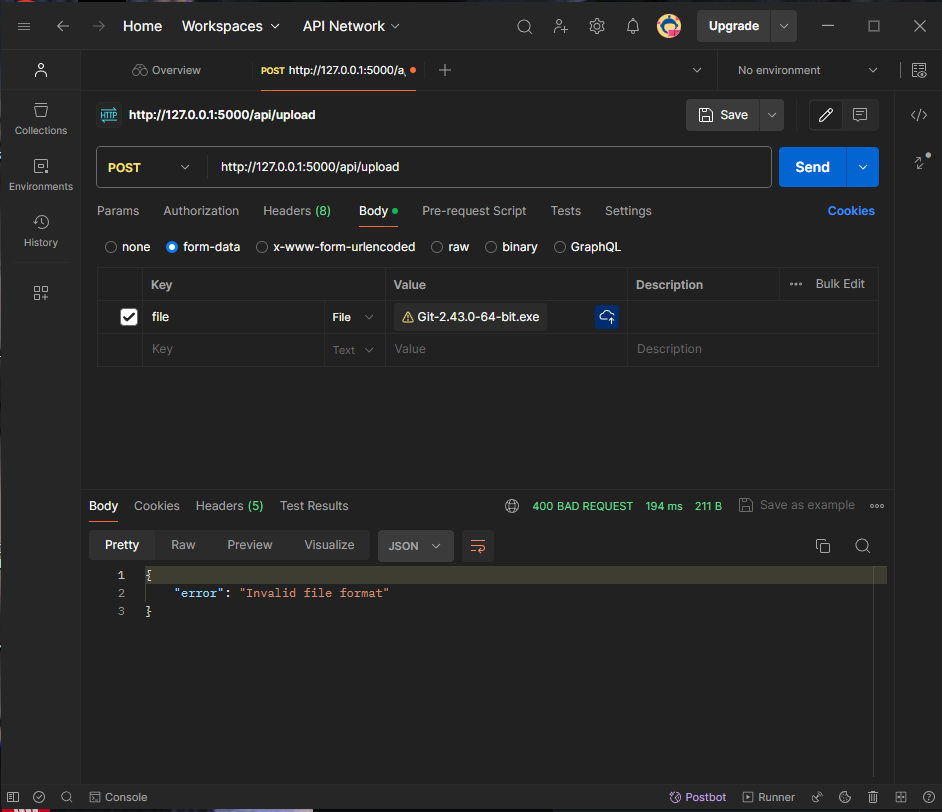 Home Workspaces API Network Upgrade
Overview POST http://127.0.0.1:5000/a, No environment
HTTP http://127.0.0.1:5000/api/upload Save
Collections
Environments
History
POST http://127.0.0.1:5000/api/upload Send
Params Authorization Headers (8) Body Pre-request Script Tests Settings Cookies
none form-data x-www-form-urlencoded raw binary GraphQL
Key Value Description Bulk Edit
file File Git-2.43.0-64-bit.exe
Key Text Value Description
Body Cookies Headers (5) Test Results 400 BAD REQUEST 194 ms 211 B Save as example
Pretty Raw Preview Visualize JSON
1 {
2 "error": "Invalid file format"
3 }
Console Postbot Runner